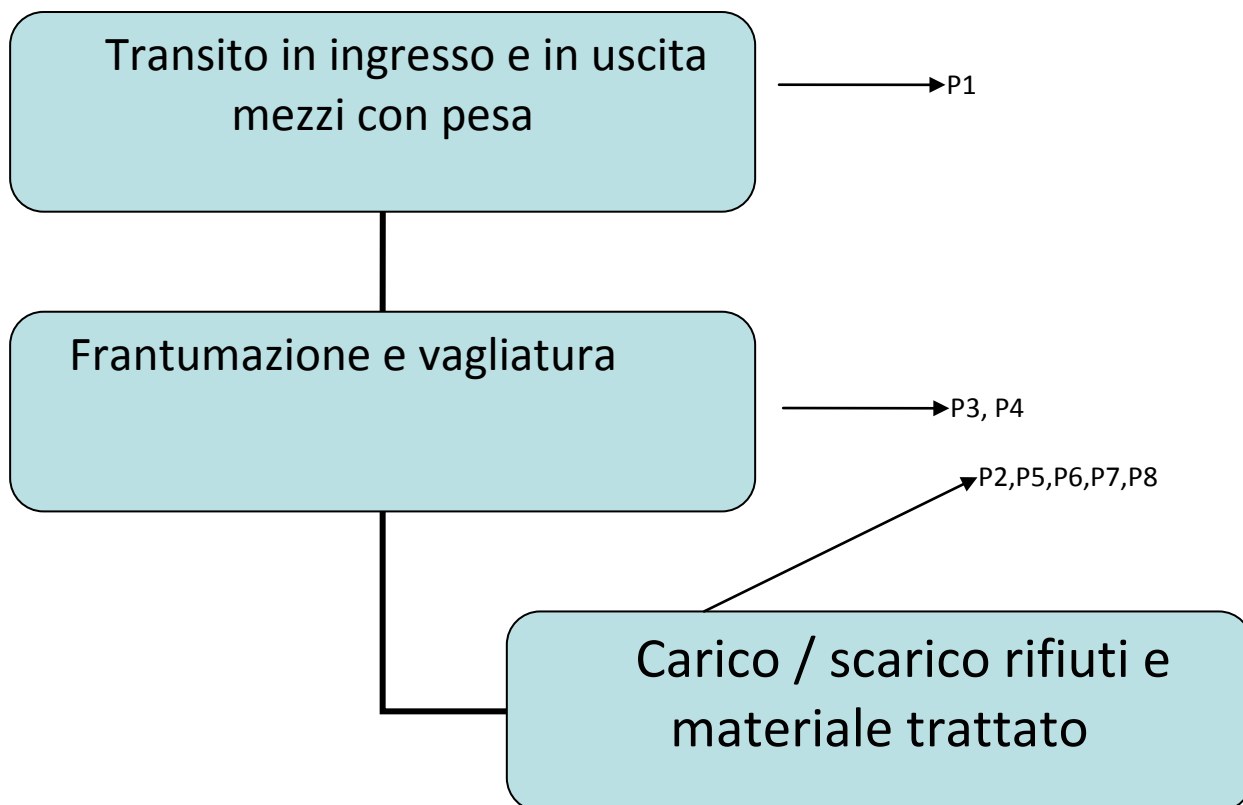 Transito in ingresso e in uscita
mezzi con pesa
P1
Frantumazione e vagliatura
P3, P4
P2,P5,P6,P7,P8
Carico / scarico rifiuti e
materiale trattato